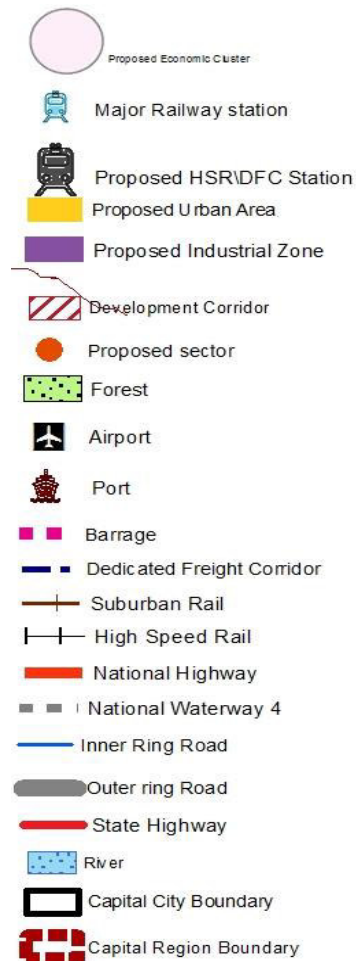 Proposed Economic Cluster
Major Railway station
Proposed HSR\DFC Station
Proposed Urban Area
Proposed Industrial Zone
Development Corridor
Proposed sector
Forest
Airport
Port
Barrage
Dedicated Freight Corridor
Suburban Rail
High Speed Rail
National Highway
National Waterway 4
Inner Ring Road
Outer ring Road
State Highway
River
Capital City Boundary
Capital Region Boundary